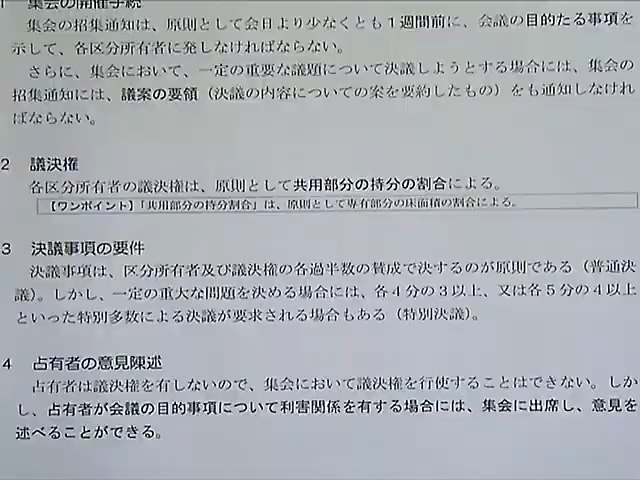 1 集会の開催手続
集会の招集通知は、原則として会日より少なくとも1週間前に、会議の目的たる事項を
示して、各区分所有者に発しなければならない。
さらに、集会において、一定の重要な議題について決議しようとする場合には、集会の
招集通知には、議案の要領（決議の内容についての案を要約したもの）をも通知しなけれ
ばならない。
2 議決権
各区分所有者の議決権は、原則として共用部分の持分の割合による。
【ワンポイント】「共用部分の持分割合」は、原則として専有部分の床面積の割合による。
3 決議事項の要件
決議事項は、区分所有者及び議決権の各過半数の賛成で決するのが原則である（普通決
議）。しかし、一定の重大な問題を決める場合には、各4分の3以上、又は各5分の4以上
といった特別多数による決議が要求される場合もある（特別決議）。
4 占有者の意見陳述
占有者は議決権を有しないので、集会において議決権を行使することはできない。しか
し、占有者が会議の目的事項について利害関係を有する場合には、集会に出席し、意見を
述べることができる。